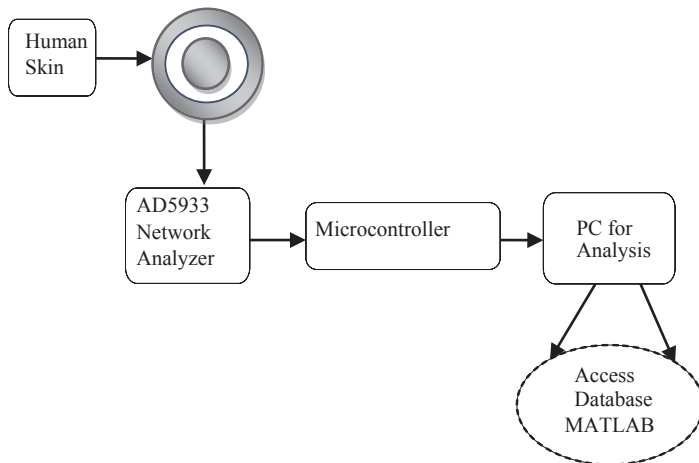 Human
Skin
AD5933
Network
Analyzer
Microcontroller
PC for
Analysis
Access
Database
MATLAB